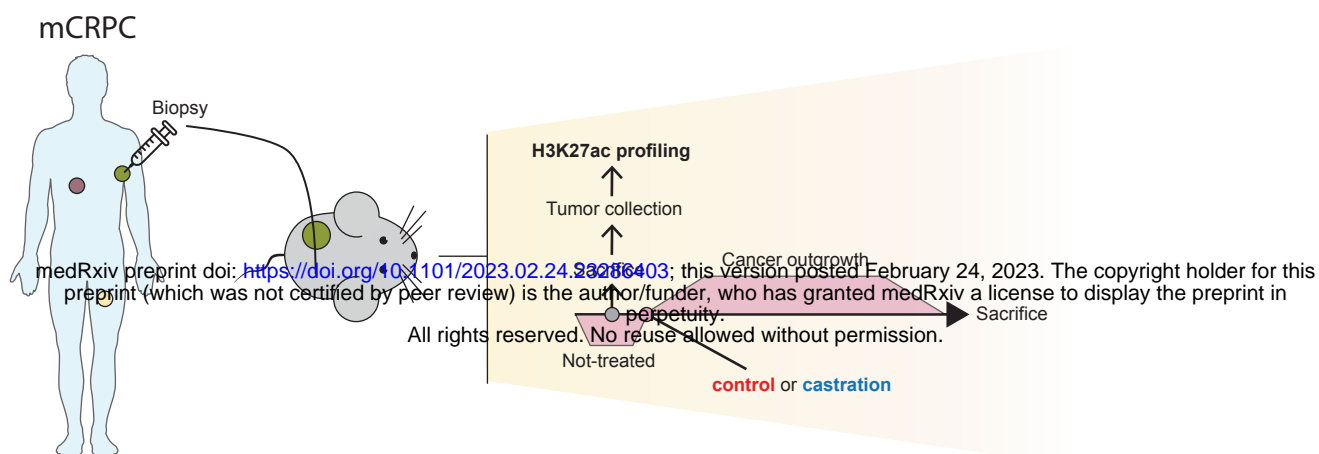 mCRPC
Biopsy
H3K27ac profiling
Tumor collection
Sacrifice
Cancer outgrowth
medRxiv preprint doi: https://doi.org/10.1101/2023.02.24.23286403; this version posted February 24, 2023. The copyright holder for this
preprint (which was not certified by peer review) is the author/funder, who has granted medRxiv a license to display the preprint in
perpetuity.
Sacrifice
All rights reserved. No reuse allowed without permission.
Not-treated
control or castration